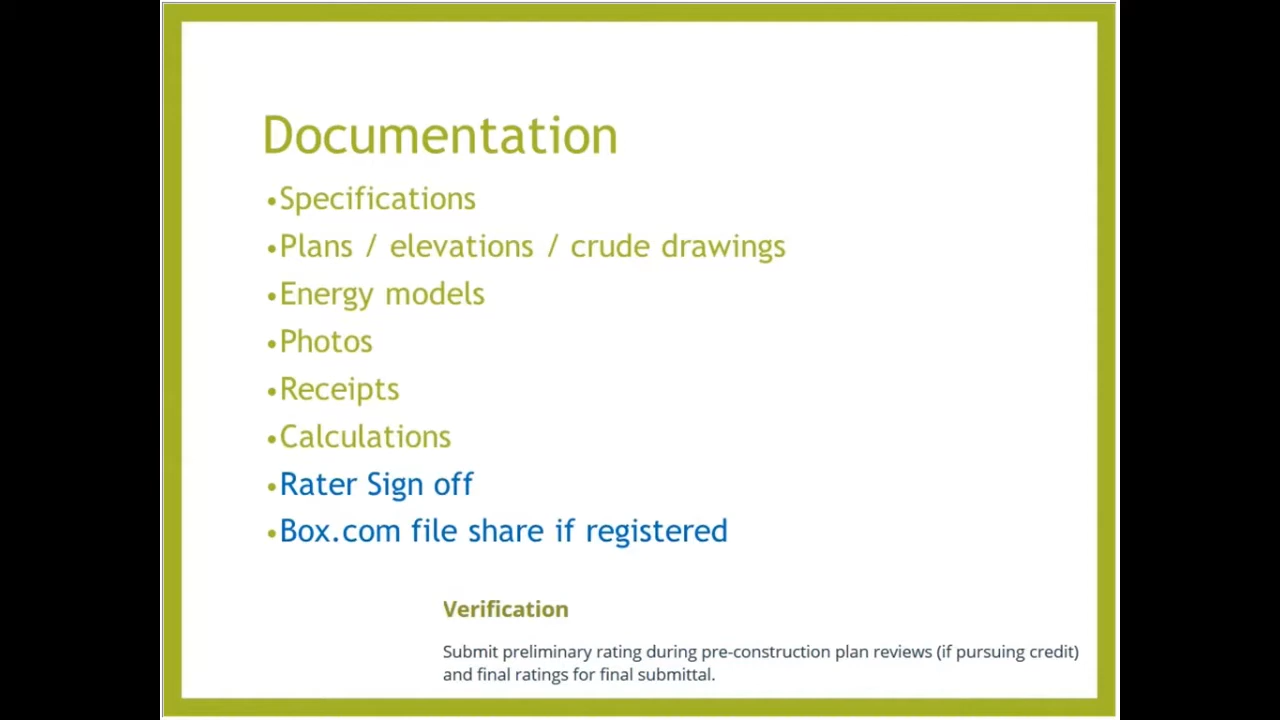 Documentation
•Specifications
•Plans / elevations / crude drawings
•Energy models
•Photos
•Receipts
•Calculations
•Rater Sign off
•Box.com file share if registered
Verification
Submit preliminary rating during pre-construction plan reviews (if pursuing credit)
and final ratings for final submittal.